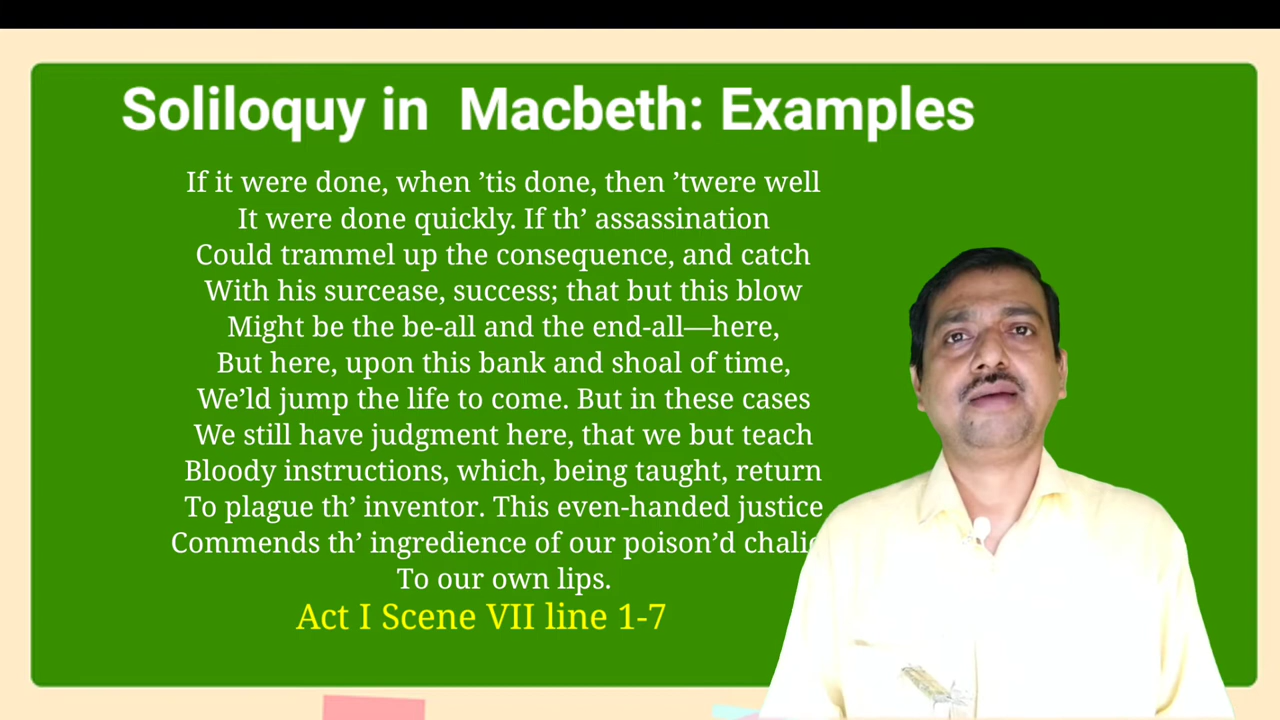 Soliloquy in Macbeth: Examples
If it were done, when ’tis done, then ’twere well
It were done quickly. If th’ assassination
Could trammel up the consequence, and catch
With his surcease, success; that but this blow
Might be the be-all and the end-all—here,
But here, upon this bank and shoal of time,
We’ld jump the life to come. But in these cases
We still have judgment here, that we but teach
Bloody instructions, which, being taught, return
To plague th’ inventor. This even-handed justice
Commends th’ ingredience of our poison’d
To our own lips.
Act I Scene VII line 1-7